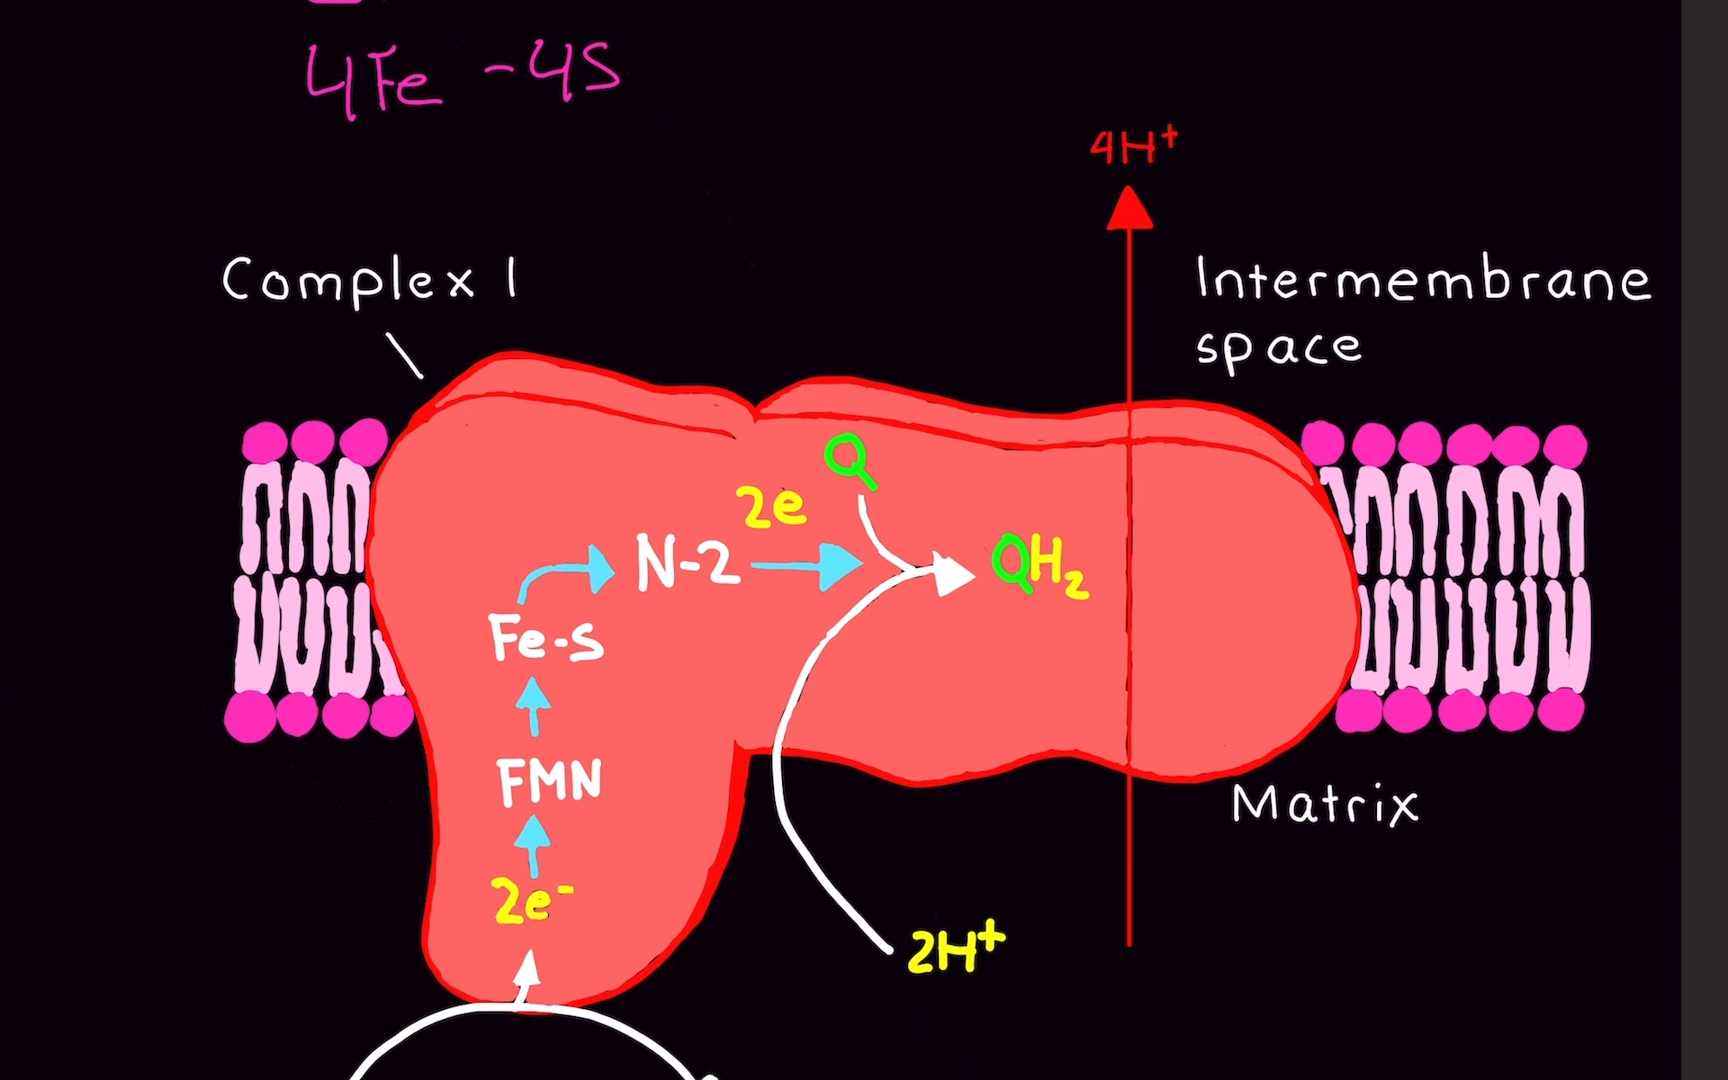 4Fe-4S
4H⁺
Complex I
Intermembrane
space
Q
2e
N-2
QH₂
Fe-S
FMN
Matrix
2e⁻
2H⁺